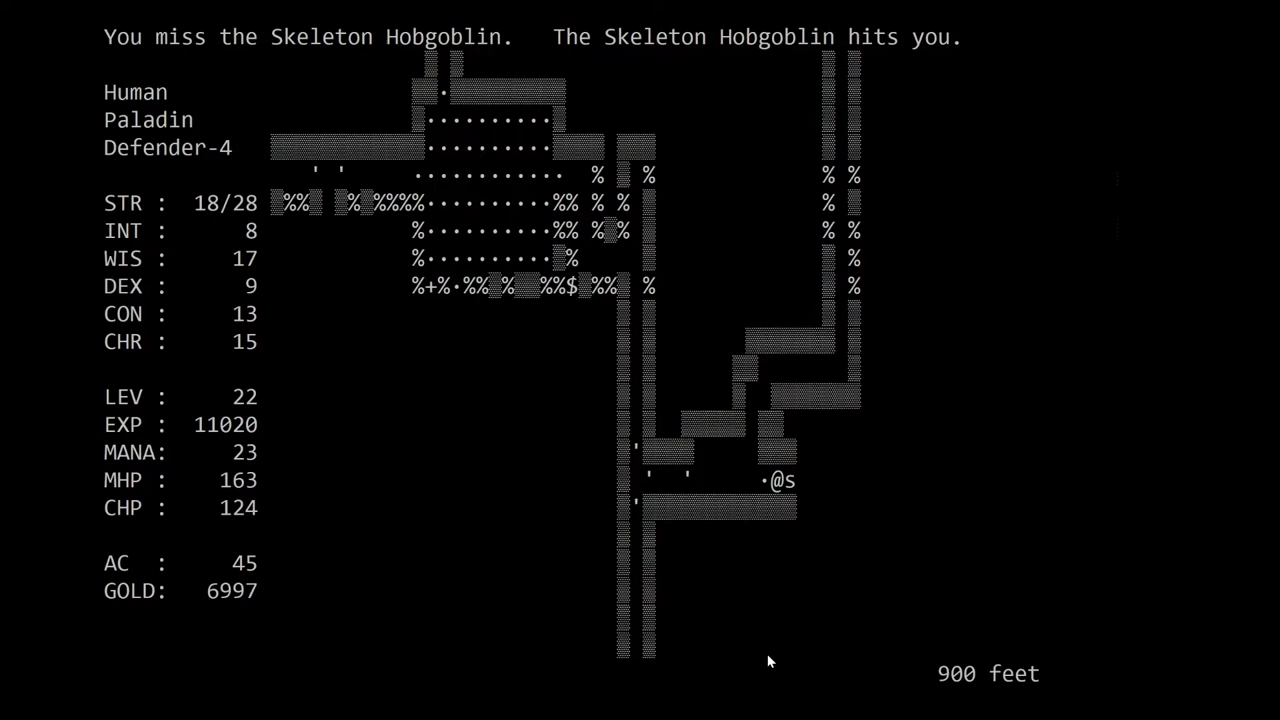 You miss the Skeleton Hobgoblin.   The Skeleton Hobgoblin hits you.
Human
Paladin
Defender-4
STR :  18/28
INT :      8
WIS :     17
DEX :      9
CON :     13
CHR :     15
LEV :     22
EXP :  11020
MANA:     23
MHP :    163
CHP :    124
AC  :     45
GOLD:   6997
·@s
900 feet